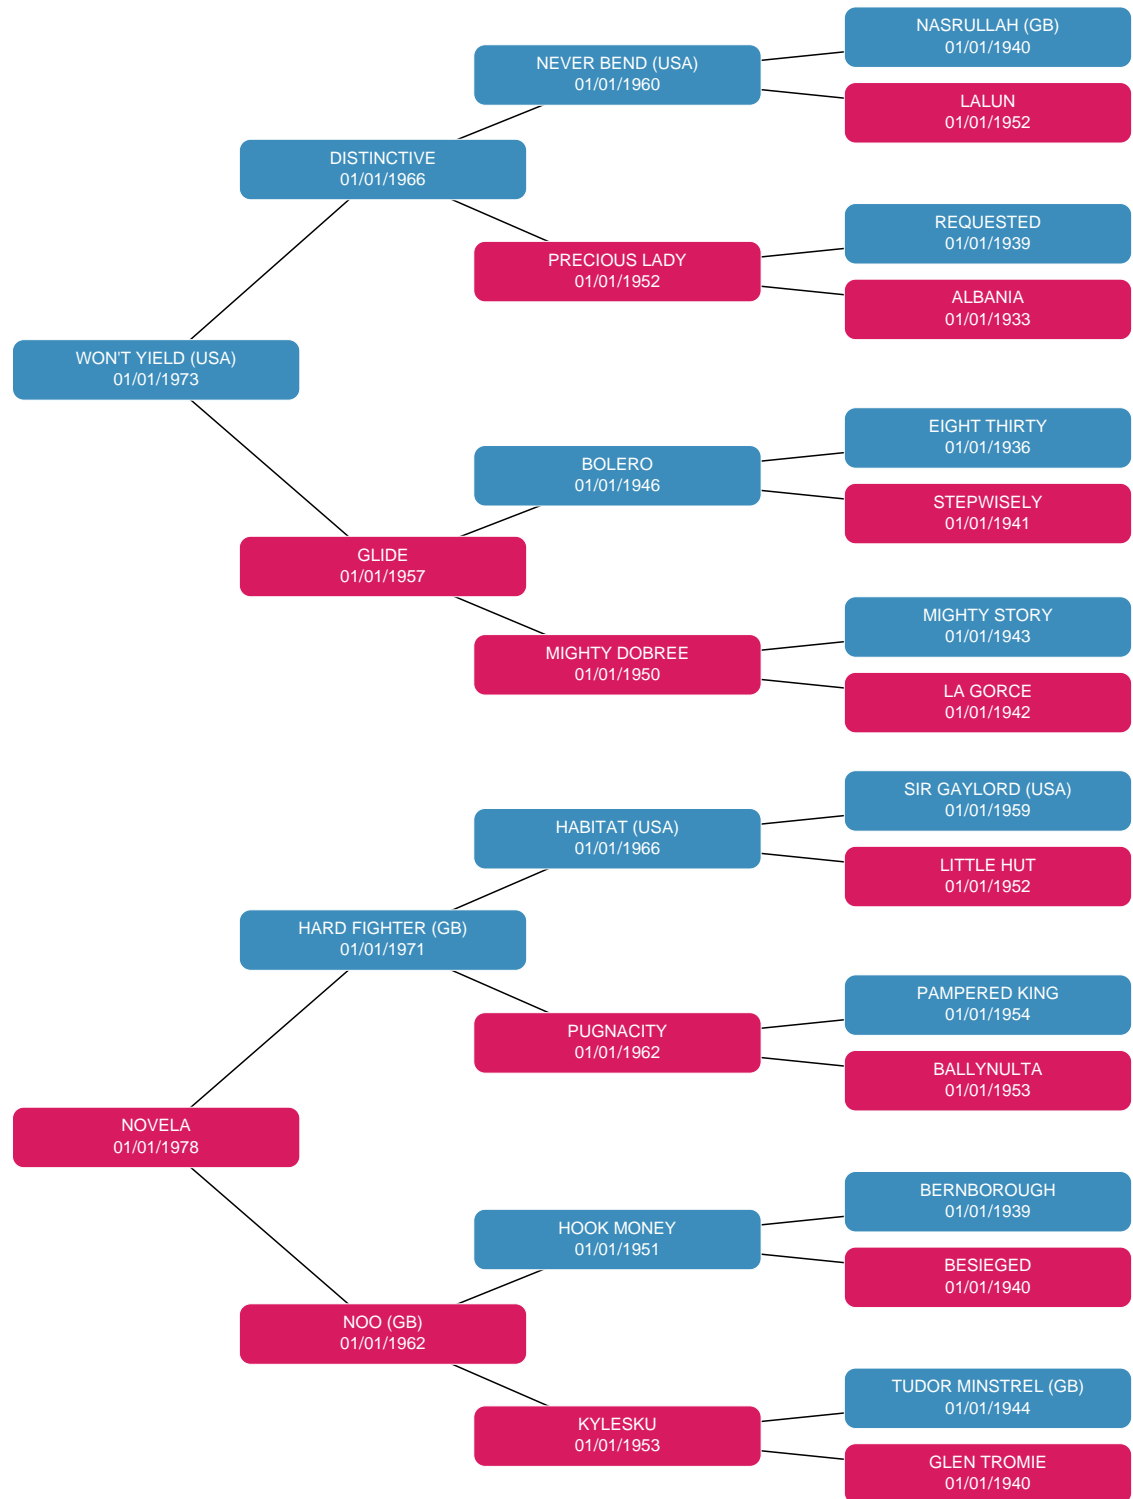 NASRULLAH (GB)
01/01/1940
NEVER BEND (USA)
01/01/1960
LALUN
01/01/1952
DISTINCTIVE
01/01/1966
REQUESTED
01/01/1939
PRECIOUS LADY
01/01/1952
ALBANIA
01/01/1933
WON'T YIELD (USA)
01/01/1973
EIGHT THIRTY
01/01/1936
BOLERO
01/01/1946
STEPWISELY
01/01/1941
GLIDE
01/01/1957
MIGHTY STORY
01/01/1943
MIGHTY DOBREE
01/01/1950
LA GORCE
01/01/1942
SIR GAYLORD (USA)
01/01/1959
HABITAT (USA)
01/01/1966
LITTLE HUT
01/01/1952
HARD FIGHTER (GB)
01/01/1971
PAMPERED KING
01/01/1954
PUGNACITY
01/01/1962
BALLYNULTA
01/01/1953
NOVELA
01/01/1978
BERNBOROUGH
01/01/1939
HOOK MONEY
01/01/1951
BESIEGED
01/01/1940
NOO (GB)
01/01/1962
TUDOR MINSTREL (GB)
01/01/1944
KYLESKU
01/01/1953
GLEN TROMIE
01/01/1940